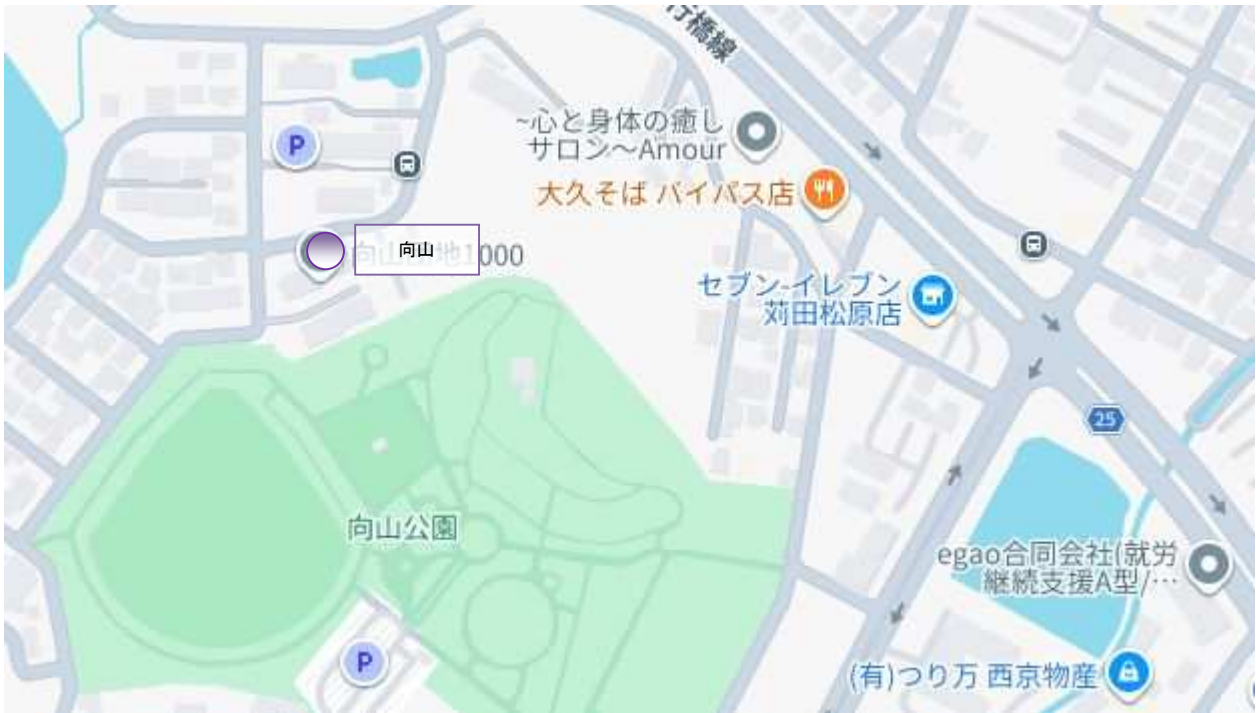 行橋線
~心と身体の癒し
サロン~Amour
P
大久そば バイパス店
向山
000
セブン-イレブン
苅田松原店
25
向山公園
egao合同会社(就労
継続支援A型/…
P
(有)つり万 西京物産